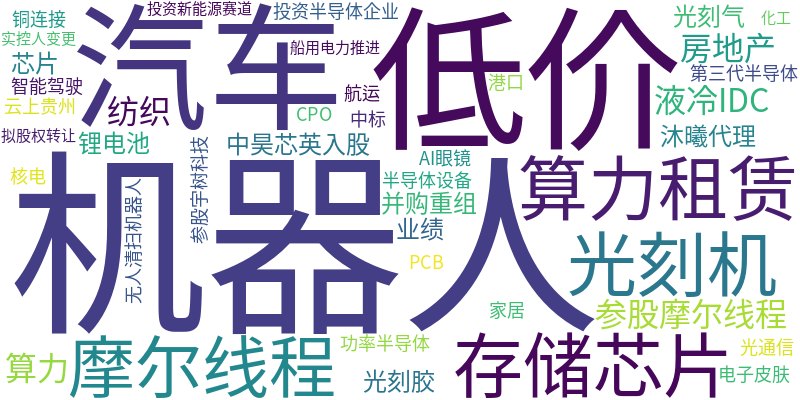 铜连接
投资新能源赛道
投资半导体企业
光刻气
化工
实控人变更
汽车
船用电力推进
低价
房地产
芯片
第三代半导体
智能驾驶
港口
云上贵州
纺织
航运
液冷IDC
CPO
中标
拟股权转让
锂电池
中昊芯英入股
沐曦代理
参股宇树科技
AI眼镜
算力租赁
核电
机器人
半导体设备
无人清扫机器人
并购重组
业绩
光刻机
PCB
家居
参股摩尔线程
摩尔线程
功率半导体
存储芯片
光通信
算力
光刻胶
电子皮肤